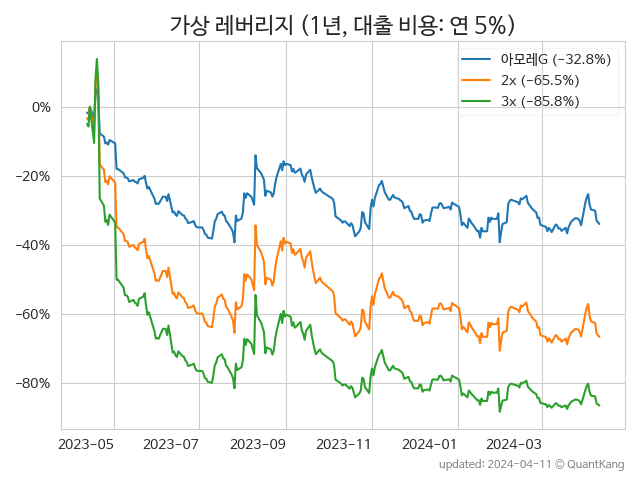 가상 레버리지 (1년, 대출 비용: 연 5%)
아모레G (−32.8%)
2x (−65.5%)
3x (−85.8%)
0%
−20%
−40%
−60%
−80%
2023-05 2023-07 2023-09 2023-11 2024-01 2024-03
updated: 2024-04-11 © QuantKang